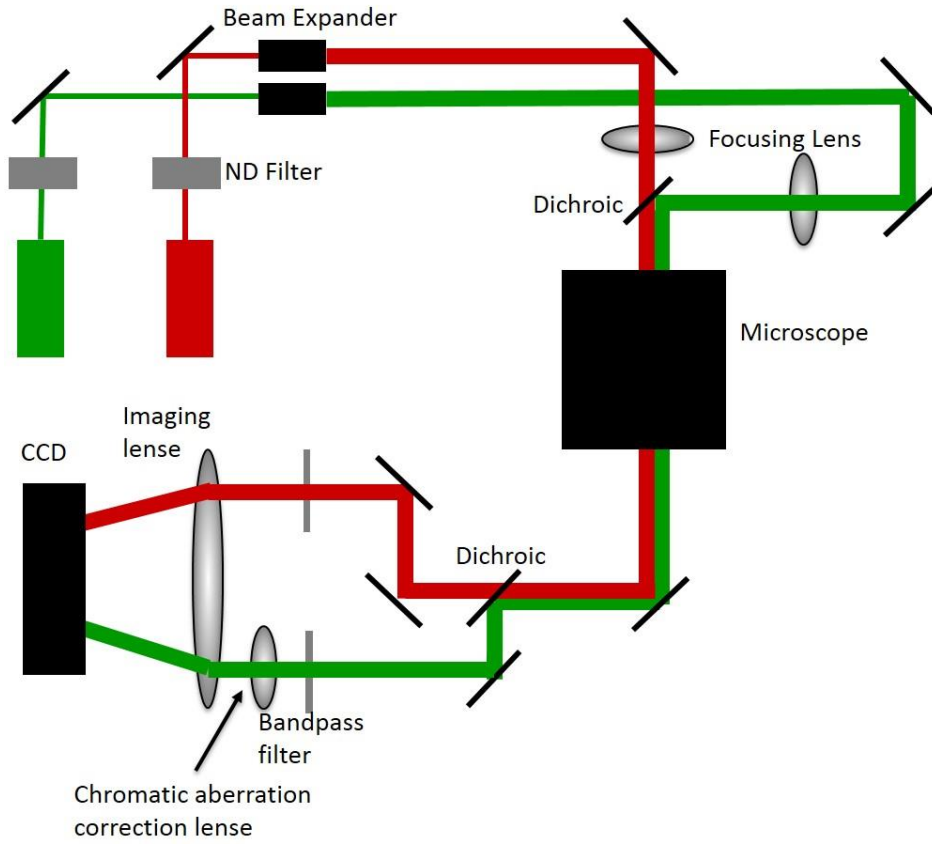 Beam Expander
ND Filter
Focusing Lens
Dichroic
Microscope
Imaging
lense
CCD
Dichroic
Bandpass
filter
Chromatic aberration
correction lense